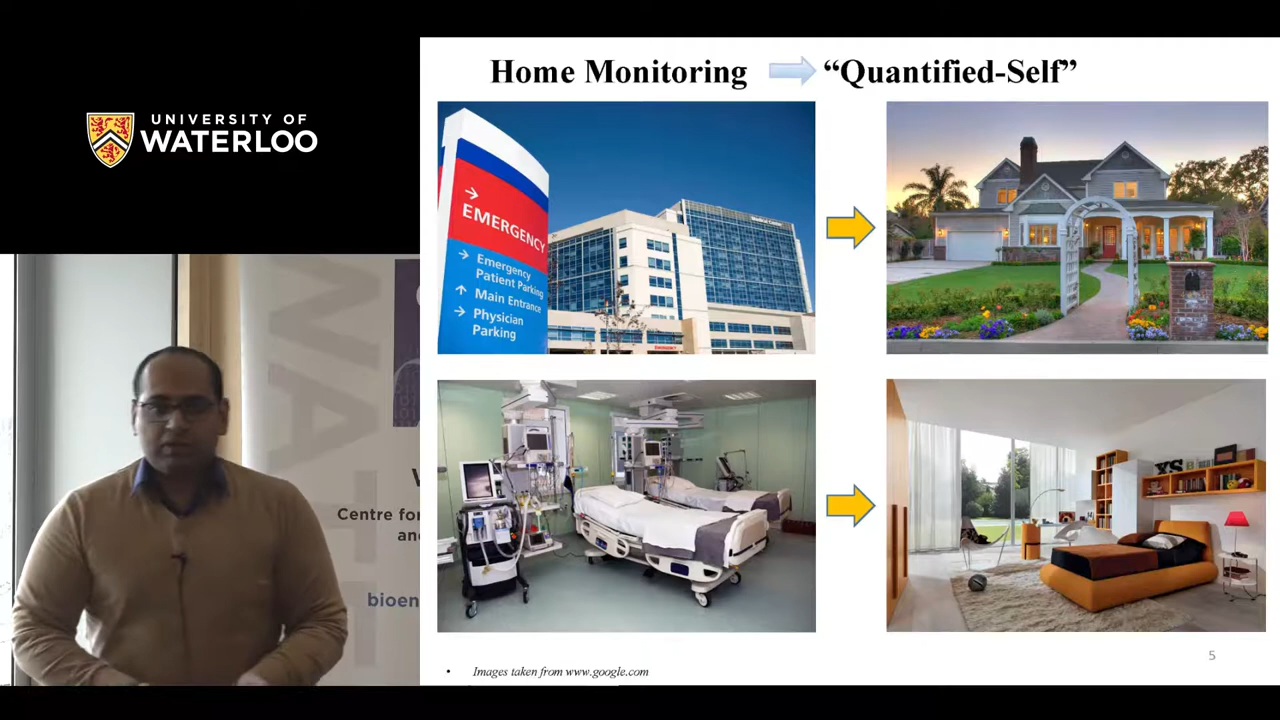 UNIVERSITY OF
WATERLOO
Home Monitoring
“Quantified-Self”
EMERGENCY
Emergency
Patient Parking
Main Entrance
Physician
Parking
WAT
W
Centre for
an
bioen
• Images taken from www.google.com
5